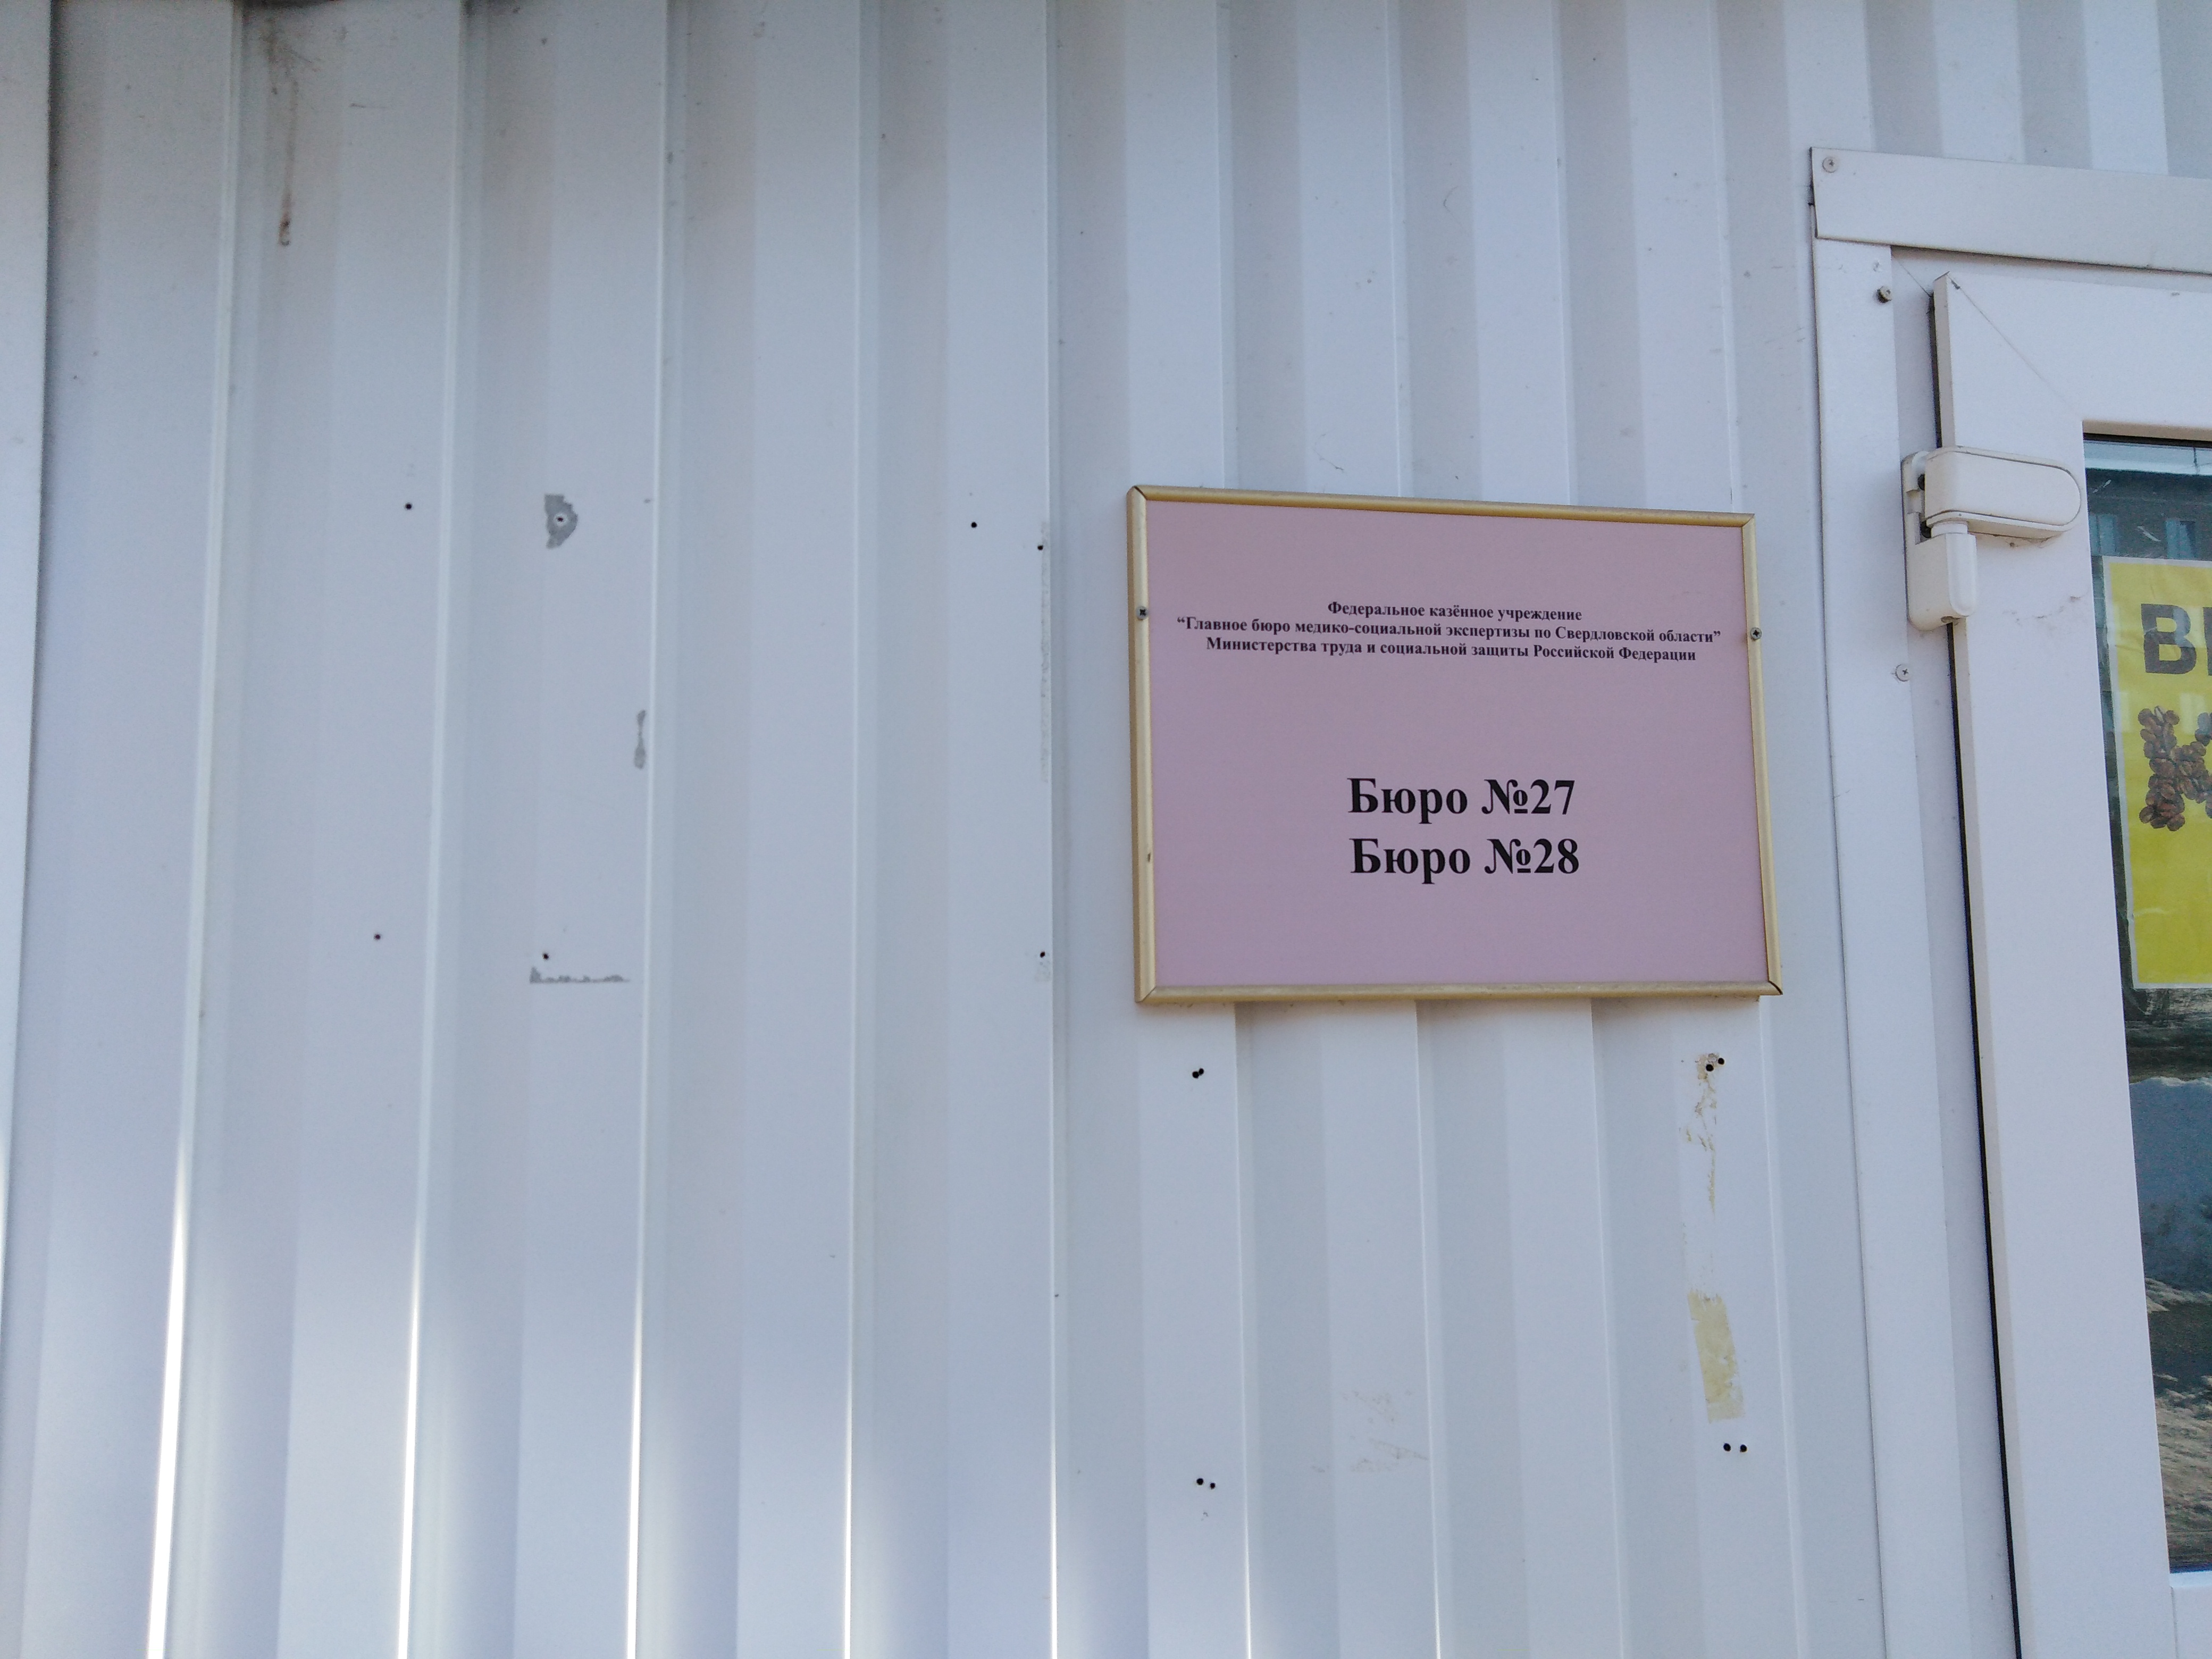 Федеральное казённое учреждение
“Главное бюро медико-социальной экспертизы по Свердловской области”
Министерства труда и социальной защиты Российской Федерации
Бюро №27
Бюро №28